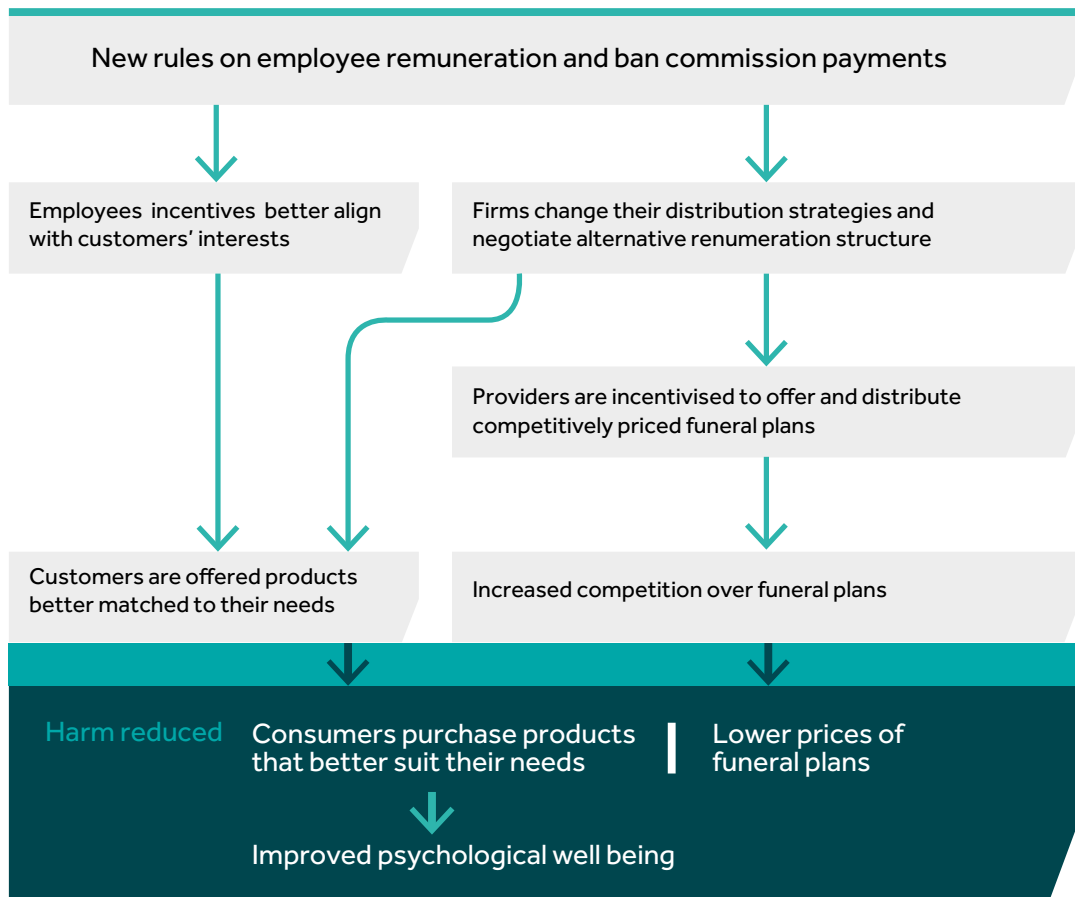 New rules on employee remuneration and ban commission payments
Employees incentives better align
with customers’ interests
Firms change their distribution strategies and
negotiate alternative renumeration structure
Providers are incentivised to offer and distribute
competitively priced funeral plans
Customers are offered products
better matched to their needs
Increased competition over funeral plans
Harm reduced
Consumers purchase products
that better suit their needs
Lower prices of
funeral plans
Improved psychological well being